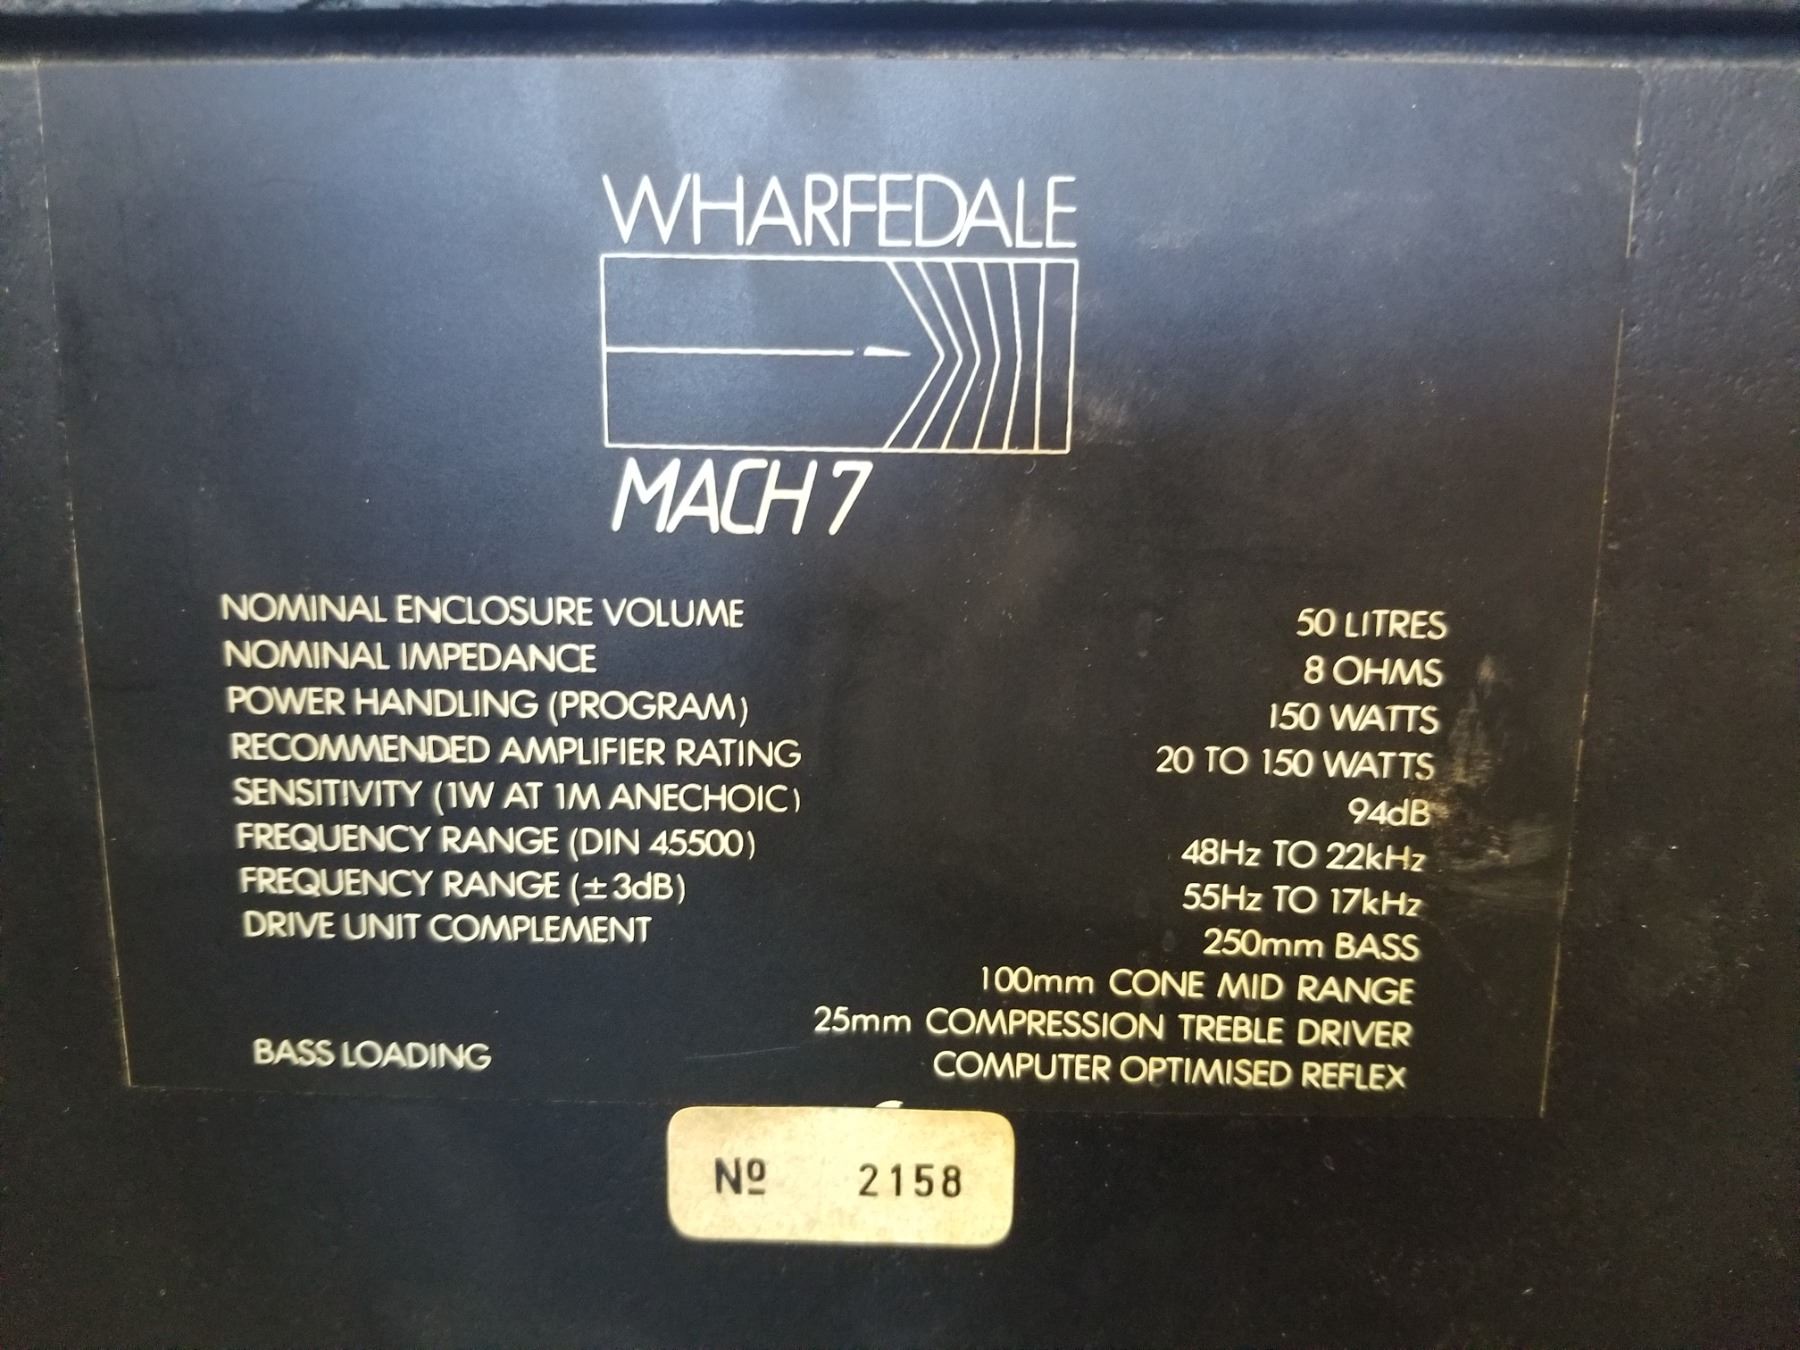 WHARFEDALE
MACH 7
NOMINAL ENCLOSURE VOLUME 50 LITRES
NOMINAL IMPEDANCE 8 OHMS
POWER HANDLING (PROGRAM) 150 WATTS
RECOMMENDED AMPLIFIER RATING 20 TO 150 WATTS
SENSITIVITY (1W AT 1M ANECHOIC) 94dB
FREQUENCY RANGE (DIN 45500) 48Hz TO 22kHz
FREQUENCY RANGE (±3dB) 55Hz TO 17kHz
DRIVE UNIT COMPLEMENT 250mm BASS
100mm CONE MID RANGE
25mm COMPRESSION TREBLE DRIVER
BASS LOADING COMPUTER OPTIMISED REFLEX
Nº 2158